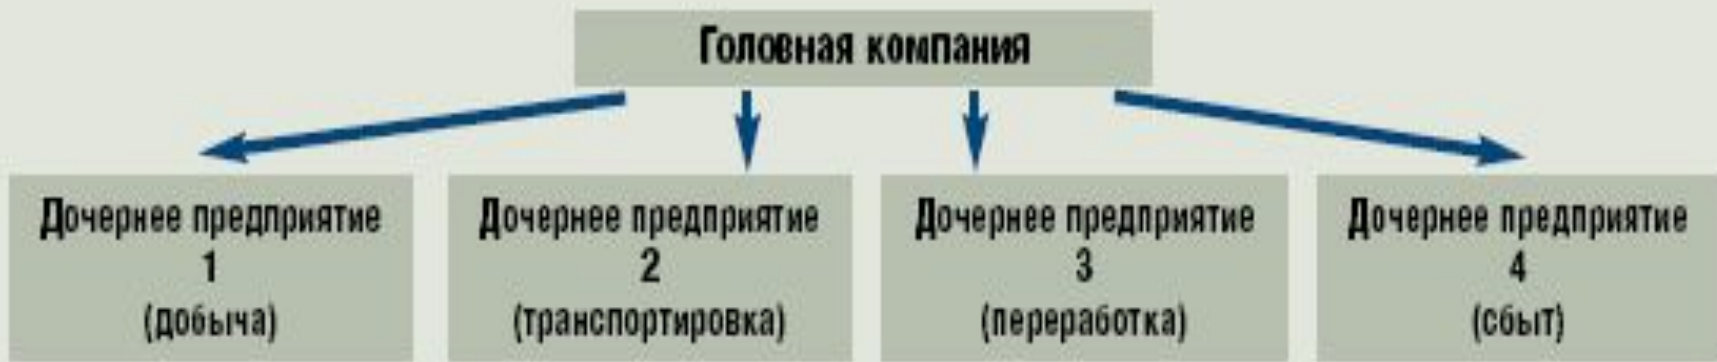 Головная компания
Дочернее предприятие
1
(добыча)
Дочернее предприятие
2
(транспортировка)
Дочернее предприятие
3
(переработка)
Дочернее предприятие
4
(сбыт)